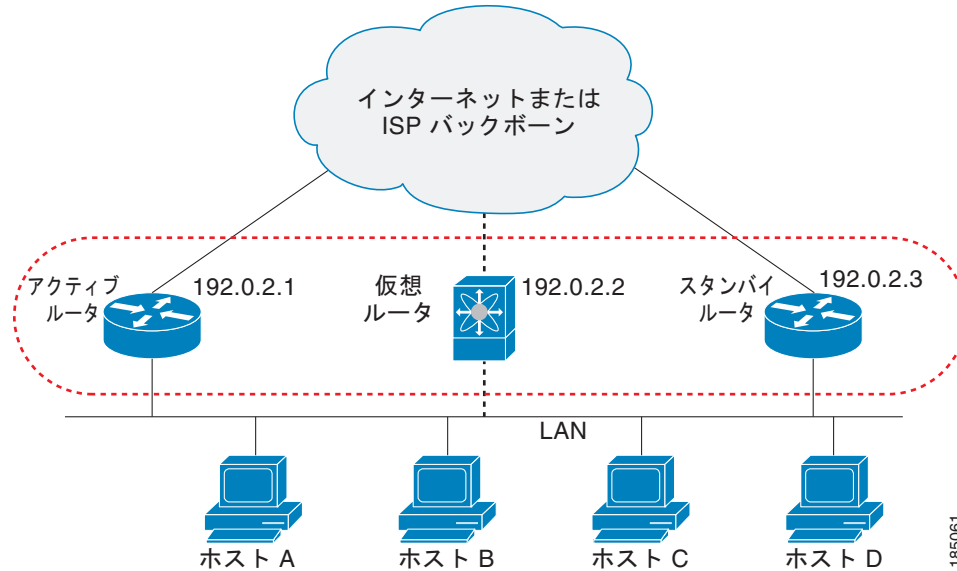 インターネットまたは
ISP バックボーン
アクティブ
ルータ
192.0.2.1
仮想
ルータ
192.0.2.2
スタンバイ
ルータ
192.0.2.3
LAN
ホスト A
ホスト B
ホスト C
ホスト D
185061